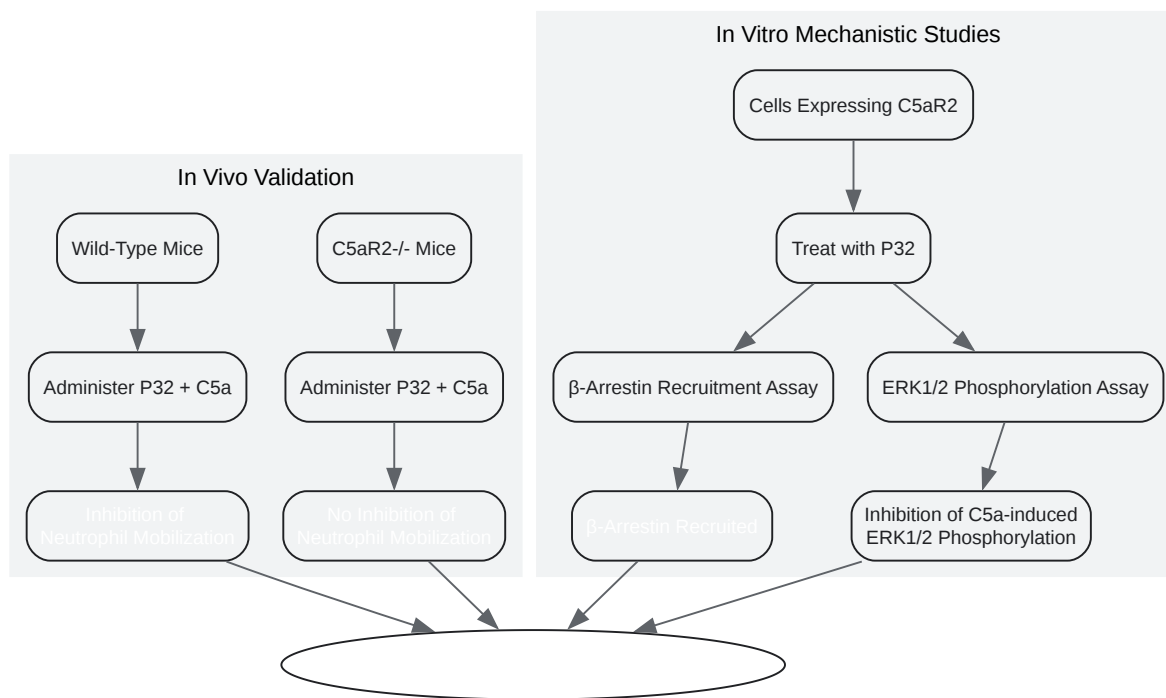 In Vitro Mechanistic Studies
Cells Expressing C5aR2
In Vivo Validation
Wild-Type Mice
C5aR2-/- Mice
Treat with P32
Administer P32 + C5a
Administer P32 + C5a
β-Arrestin Recruitment Assay
ERK1/2 Phosphorylation Assay
Inhibition of
Neutrophil Mobilization
No Inhibition of
Neutrophil Mobilization
β-Arrestin Recruited
Inhibition of C5a-induced
ERK1/2 Phosphorylation